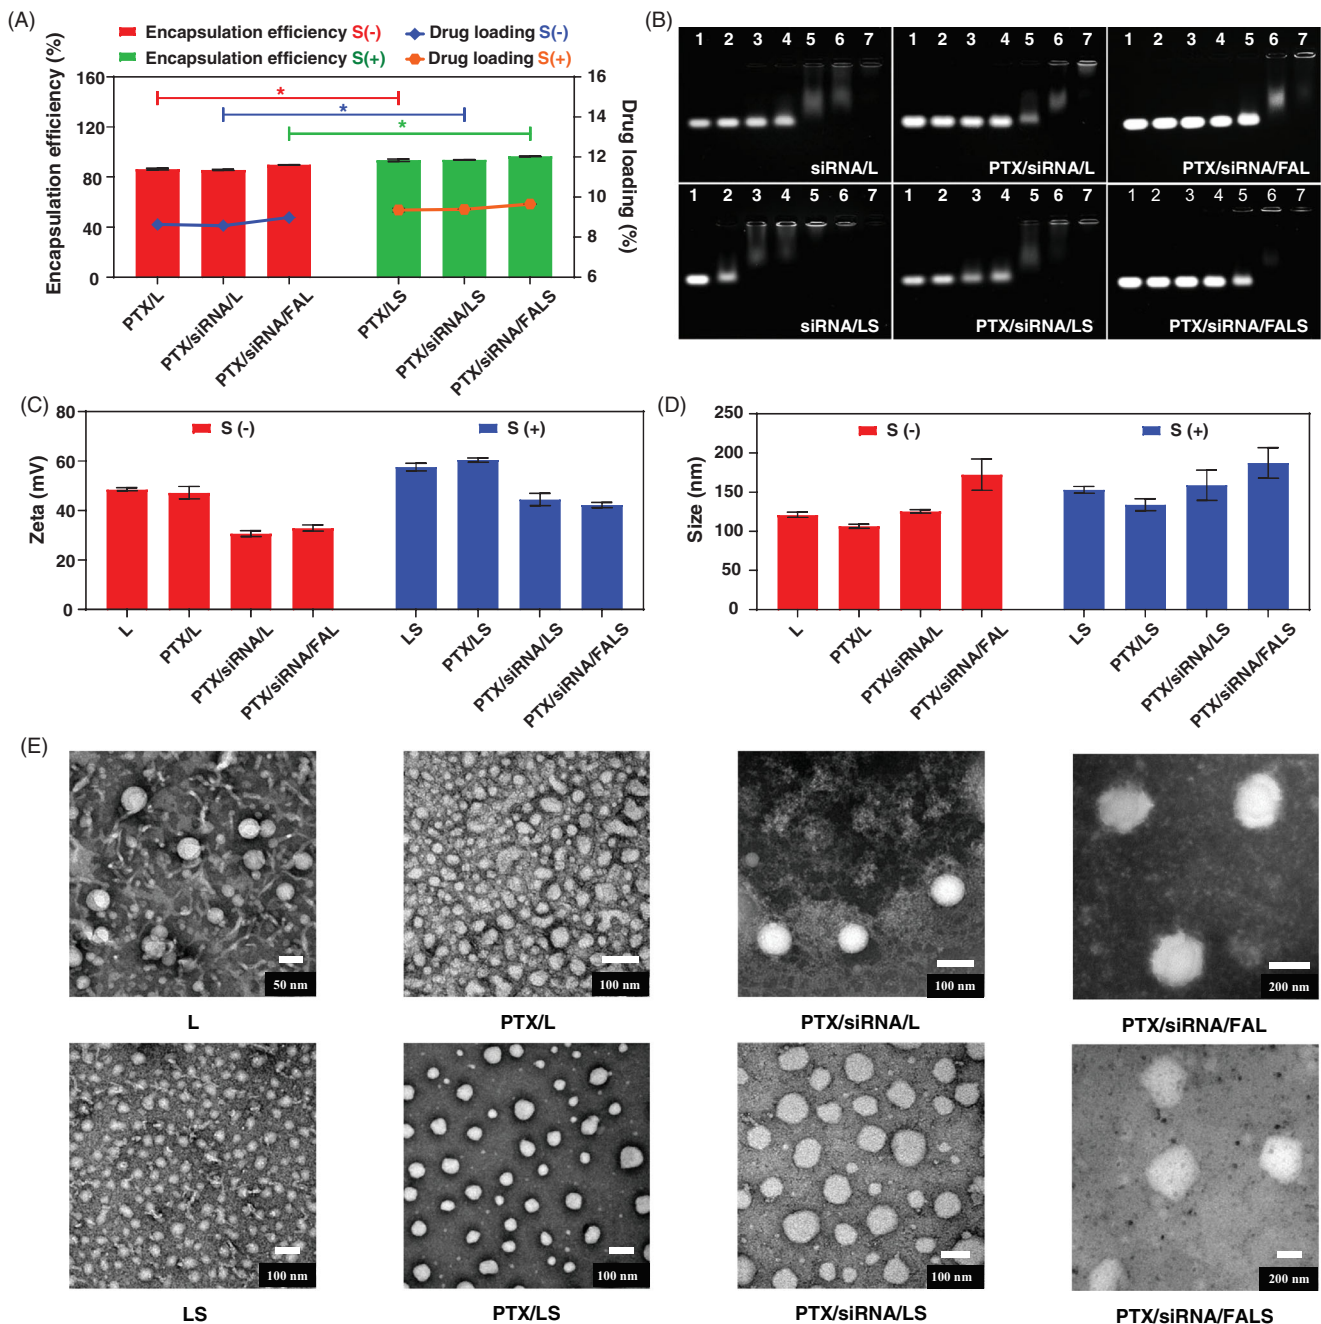 (A)
Encapsulation efficiency S(-)
Drug loading S(-)
Encapsulation efficiency S(+)
Drug loading S(+)
Encapsulation efficiency (%)
160
120
80
40
0
*
*
*
16
14
12
10
8
6
Drug loading (%)
PTX/L
PTX/siRNA/L
PTX/siRNA/FAL
PTX/LS
PTX/siRNA/LS
PTX/siRNA/FALS
(B)
1 2 3 4 5 6 7
siRNA/L
1 2 3 4 5 6 7
PTX/siRNA/L
1 2 3 4 5 6 7
PTX/siRNA/FAL
1 2 3 4 5 6 7
siRNA/LS
1 2 3 4 5 6 7
PTX/siRNA/LS
1 2 3 4 5 6 7
PTX/siRNA/FALS
(C)
Zeta (mV)
80
60
40
20
0
S (-)
S (+)
L
PTX/L
PTX/siRNA/L
PTX/siRNA/FAL
LS
PTX/LS
PTX/siRNA/LS
PTX/siRNA/FALS
(D)
Size (nm)
250
200
150
100
50
0
S (-)
S (+)
L
PTX/L
PTX/siRNA/L
PTX/siRNA/FAL
LS
PTX/LS
PTX/siRNA/LS
PTX/siRNA/FALS
(E)
50 nm
100 nm
100 nm
200 nm
L
PTX/L
PTX/siRNA/L
PTX/siRNA/FAL
100 nm
100 nm
100 nm
200 nm
LS
PTX/LS
PTX/siRNA/LS
PTX/siRNA/FALS